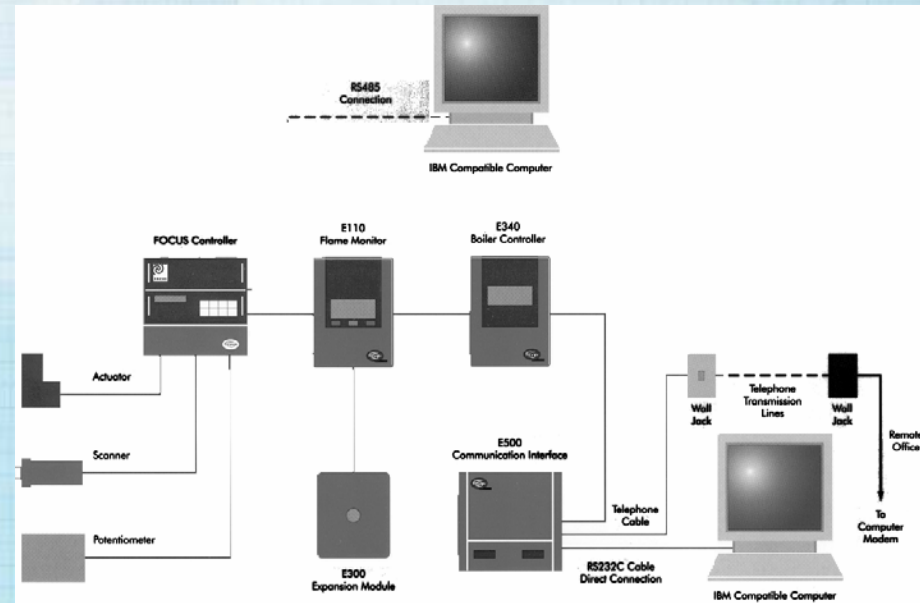 RS485
Connection
IBM Compatible Computer
FOCUS Controller
E110
Flame Monitor
E340
Boiler Controller
Actuator
Scanner
Potentiometer
E300
Expansion Module
E500
Communication Interface
Telephone
Cable
RS232C Cable
Direct Connection
Wall
Jack
Telephone
Transmission
Lines
Wall
Jack
Remote
Office
To
Computer
Modem
IBM Compatible Computer